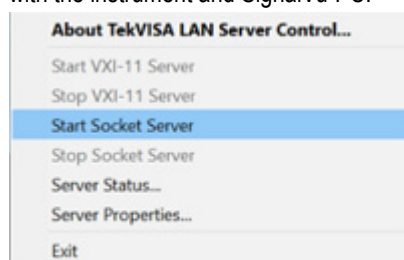 with the instrument and SignalVu-PC.
About TekVISA LAN Server Control...
Start VXI-11 Server
Stop VXI-11 Server
Start Socket Server
Stop Socket Server
Server Status...
Server Properties...
Exit